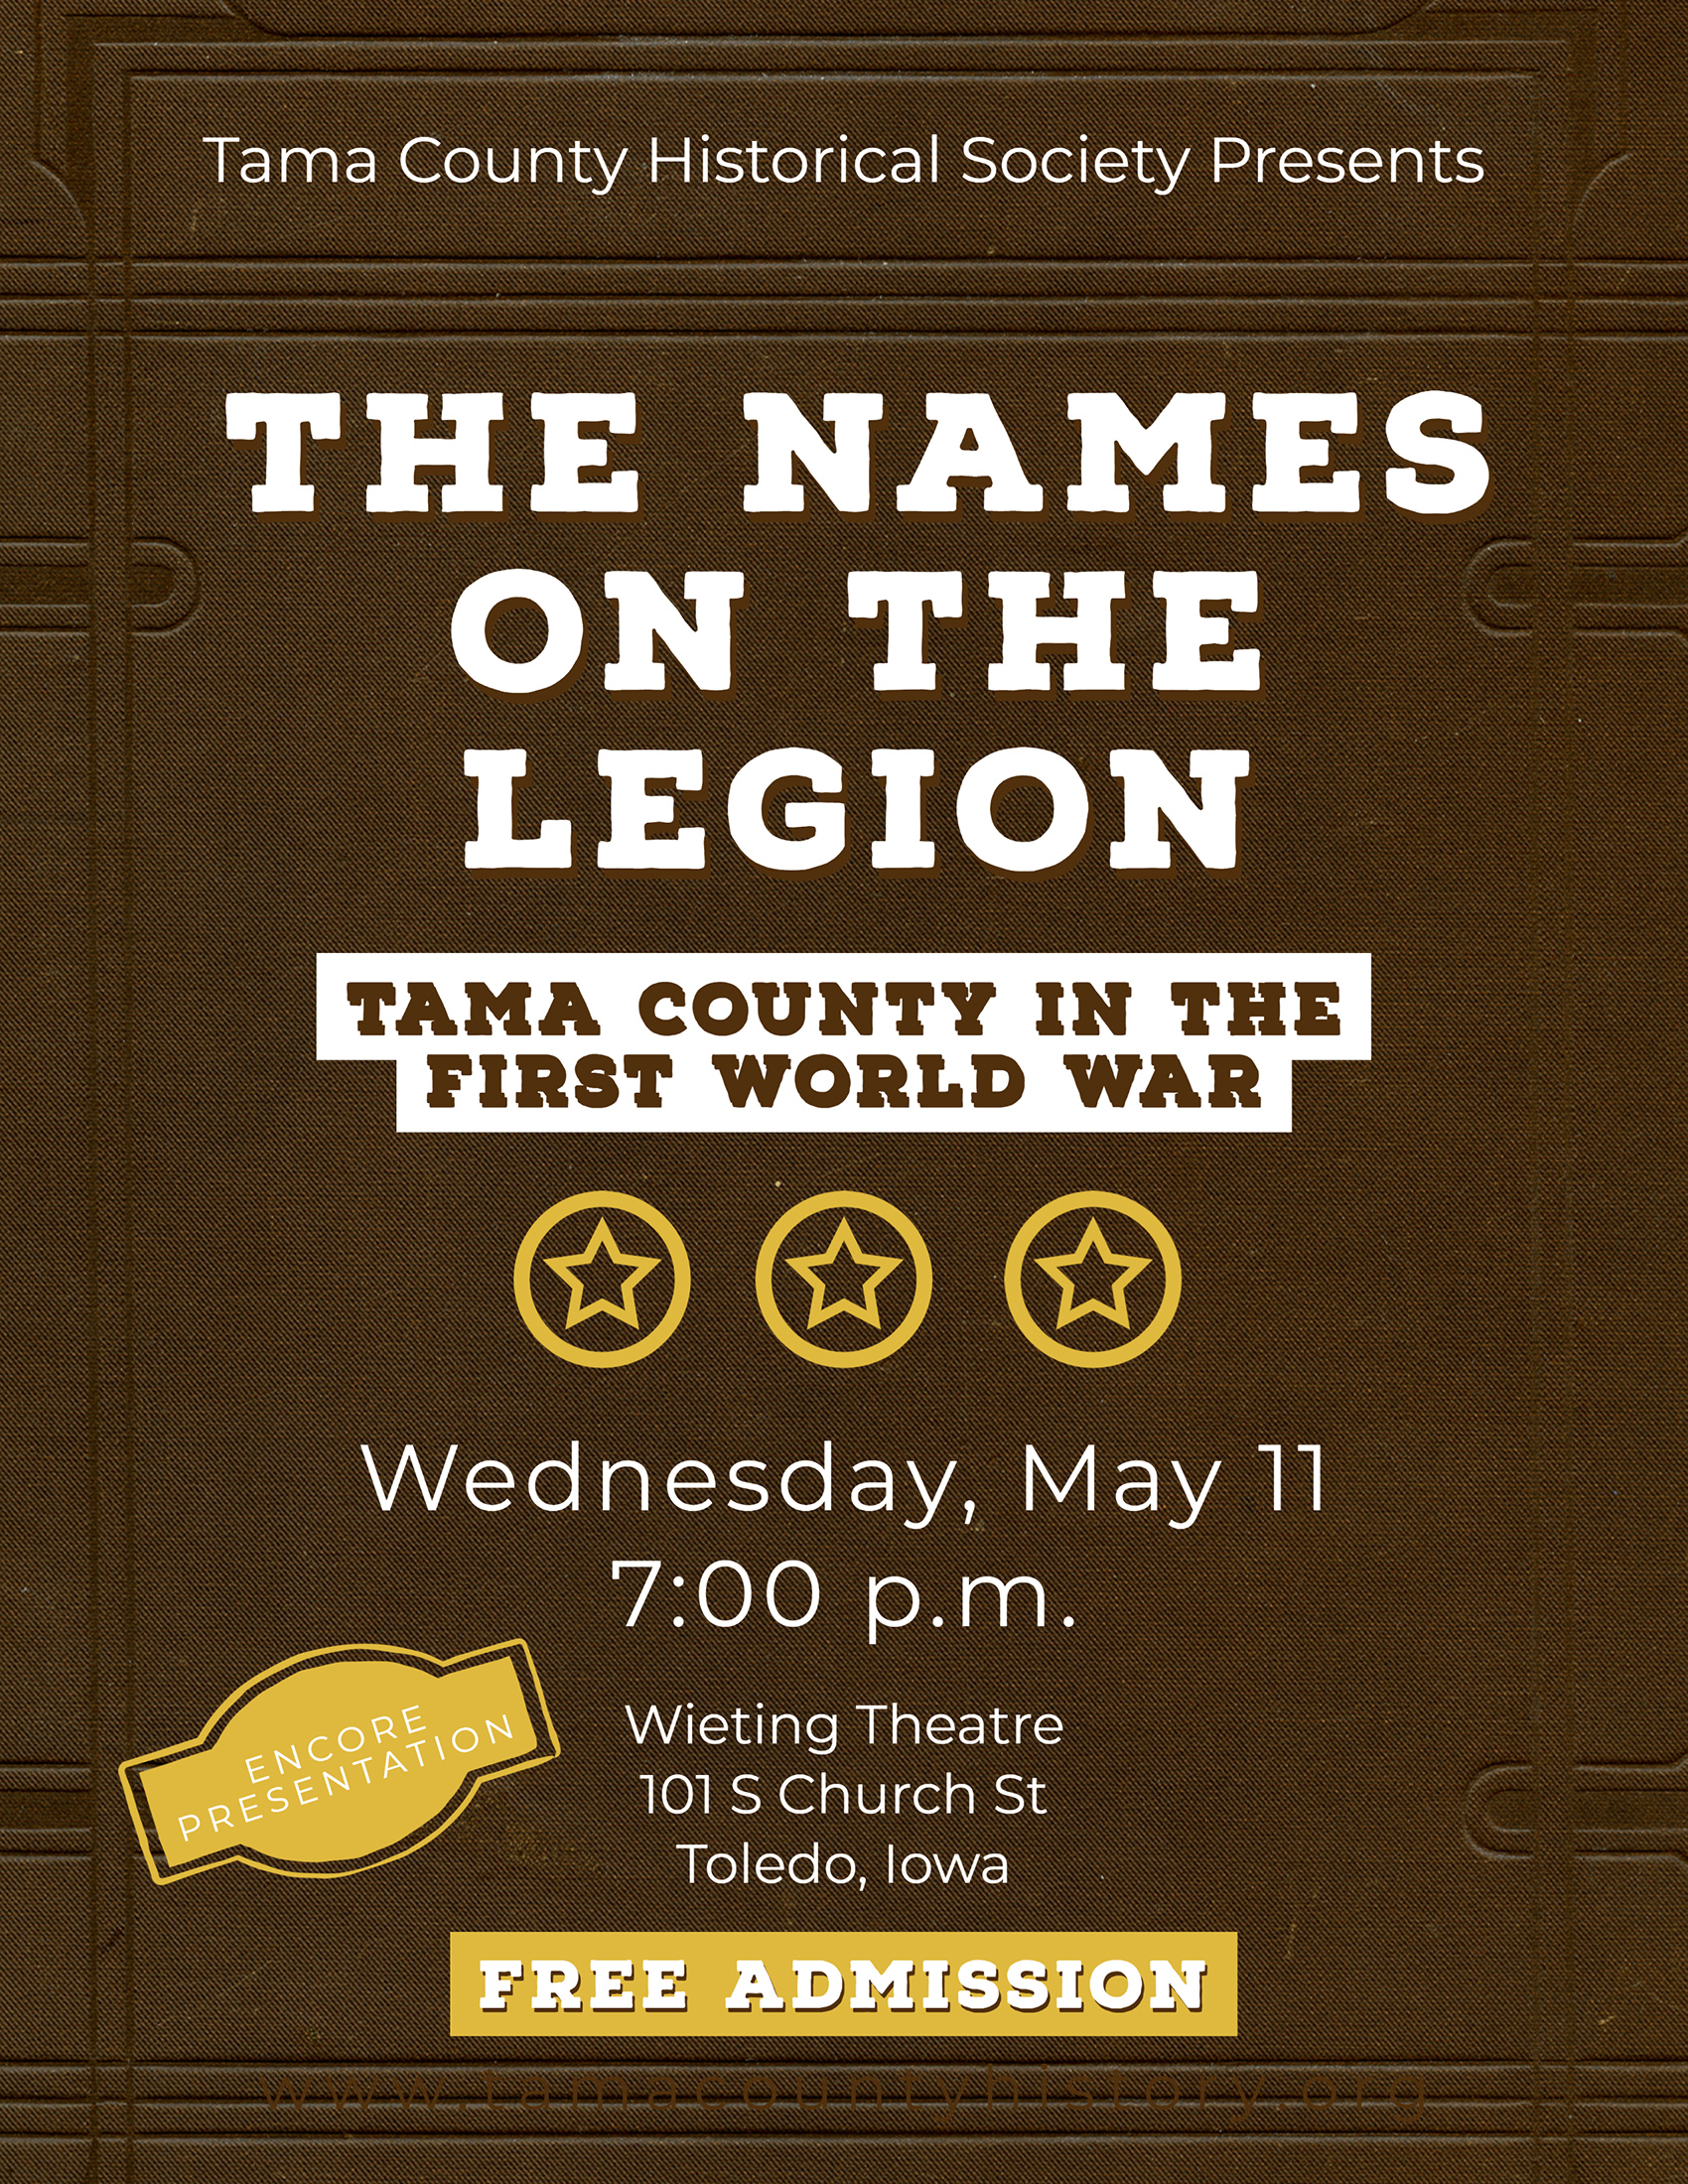 Tama County Historical Society Presents
THE NAMES
ON THE
LEGION
TAMA COUNTY IN THE
FIRST WORLD WAR
Wednesday, May 11
7:00 p.m.
ENCORE
PRESENTATION
Wieting Theatre
101 S Church St
Toledo, Iowa
FREE ADMISSION
www.tamacountyhistory.org